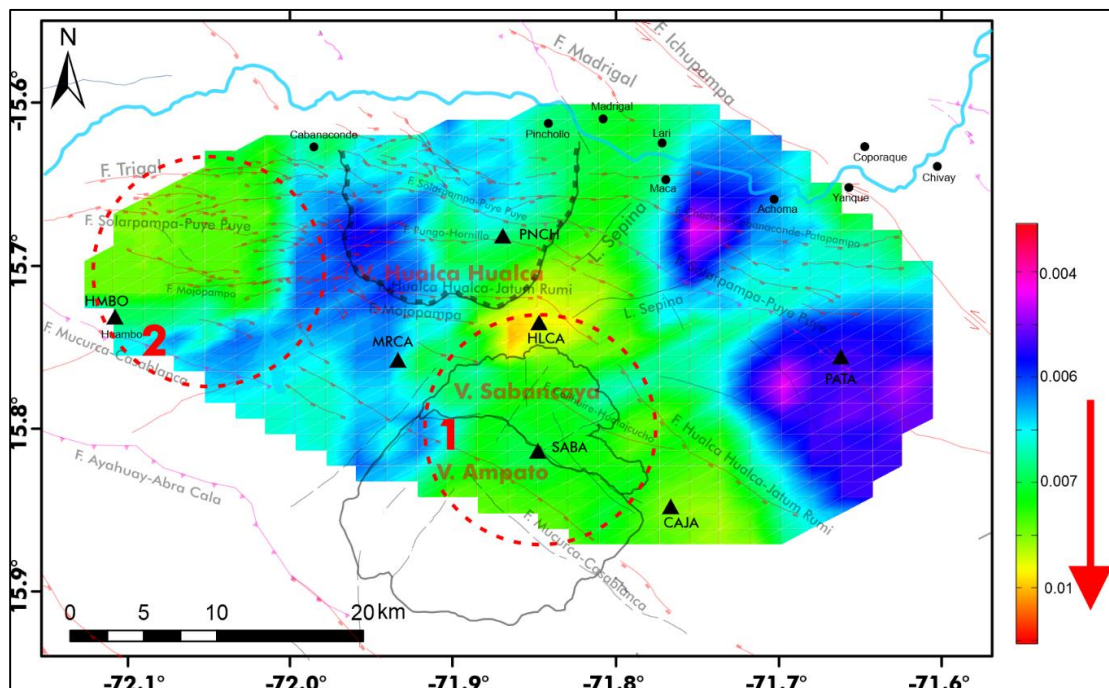 N
F. Ichupampa
F. Madrigal
Madrigal
Pinchollo
Cabanaconde
Lari
Coporaque
Chivay
F. Trigal
Maca
Yanque
Achoma
F. Solarpampa-Puye Puye
F. Solarpampa-Puye Puye
F. Pungo-Hornillo
PNCH
L. Sepina
V. Hualca Hualca
Hualca Hualca-Jatum Rumi
F. Mojopampa
F. Mojopampa
L. Sepina
HMBO
Huambo
2
HLCA
MRCA
PATA
F. Mucurca-Casablanca
V. Sabancaya
1
SABA
V. Ampato
F. Hualca Hualca-Jatum Rumi
CAJA
F. Ayahuay-Abra Cala
F. Mucurca-Casablanca
0 5 10 20 km
-15.6°
-15.7°
-15.8°
-15.9°
-72.1°
-72.0°
-71.9°
-71.8°
-71.7°
-71.6°
0.004
0.006
0.007
0.01